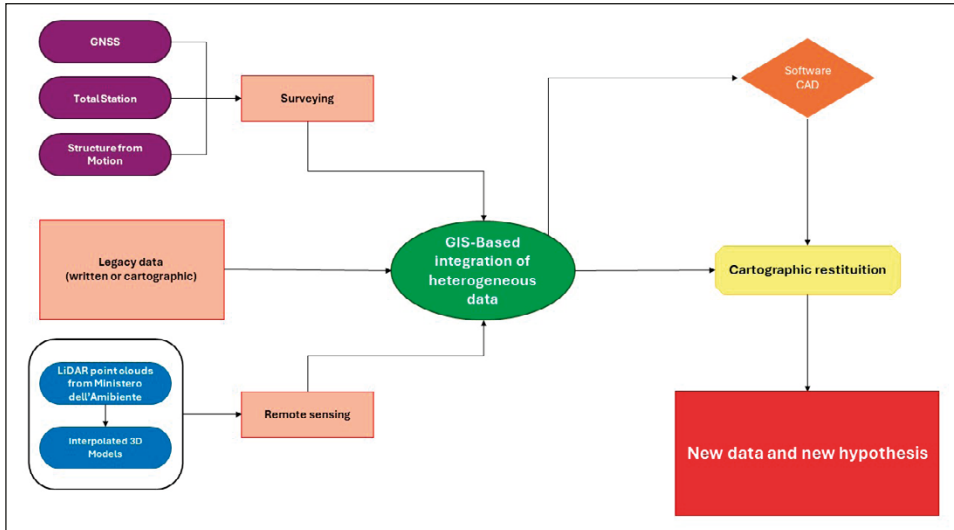 GNSS
Total Station
Structure from
Motion
Surveying
Legacy data
(written or cartographic)
LiDAR point clouds from Ministero
dell'Amibiente
Interpolated 3D
Models
Remote sensing
GIS-Based
integration of
heterogeneous
data
Software
CAD
Cartographic restituition
New data and new hypothesis